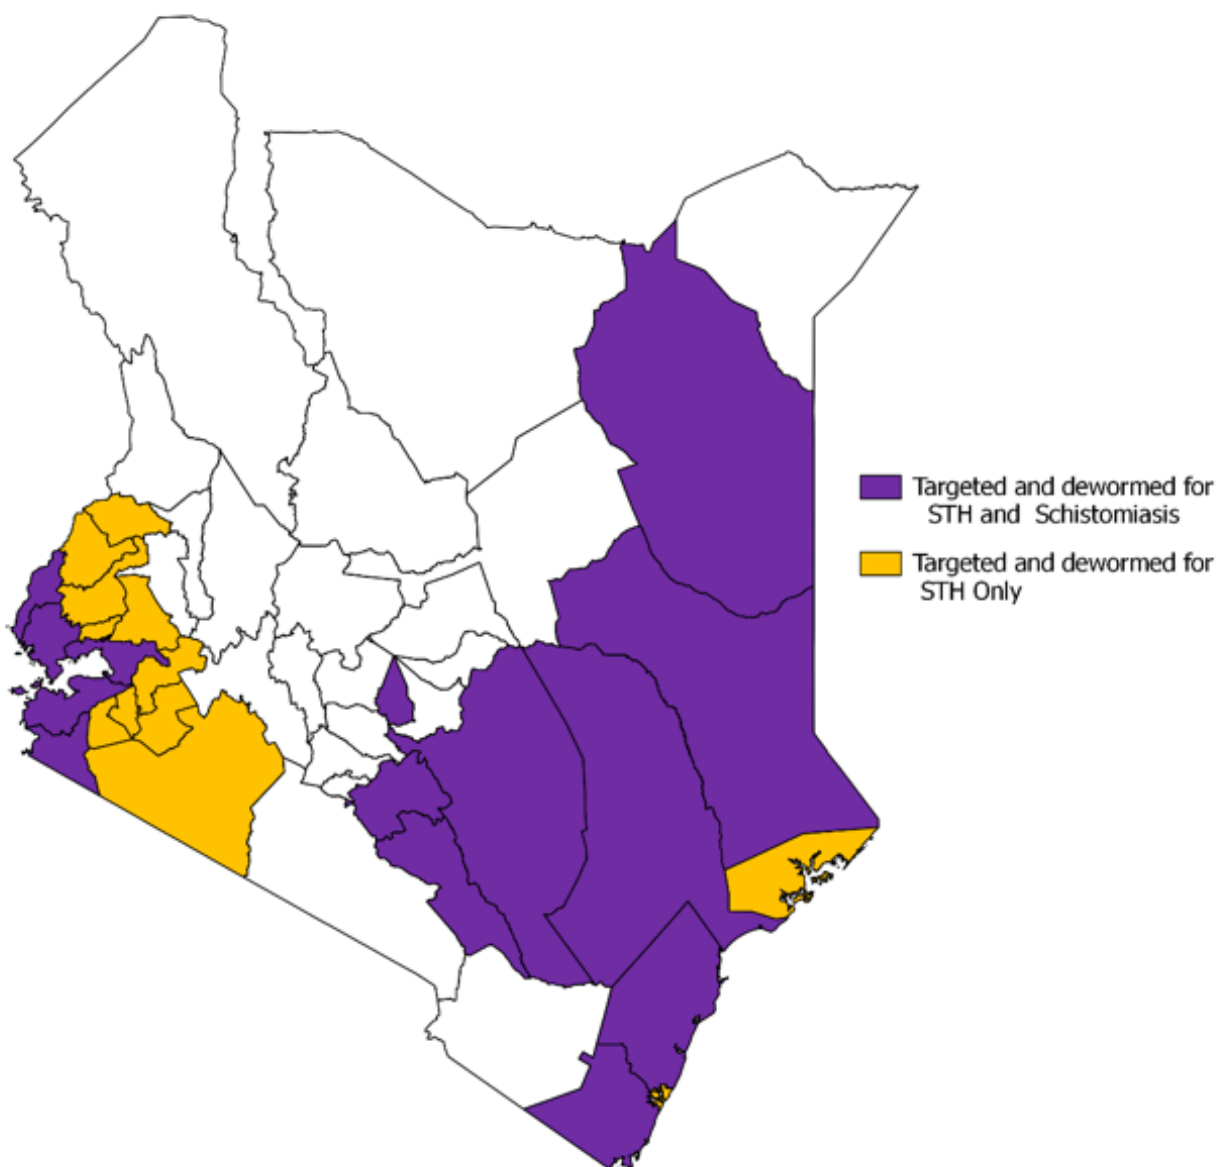 Targeted and dewormed for
STH and Schistomiasis
Targeted and dewormed for
STH Only